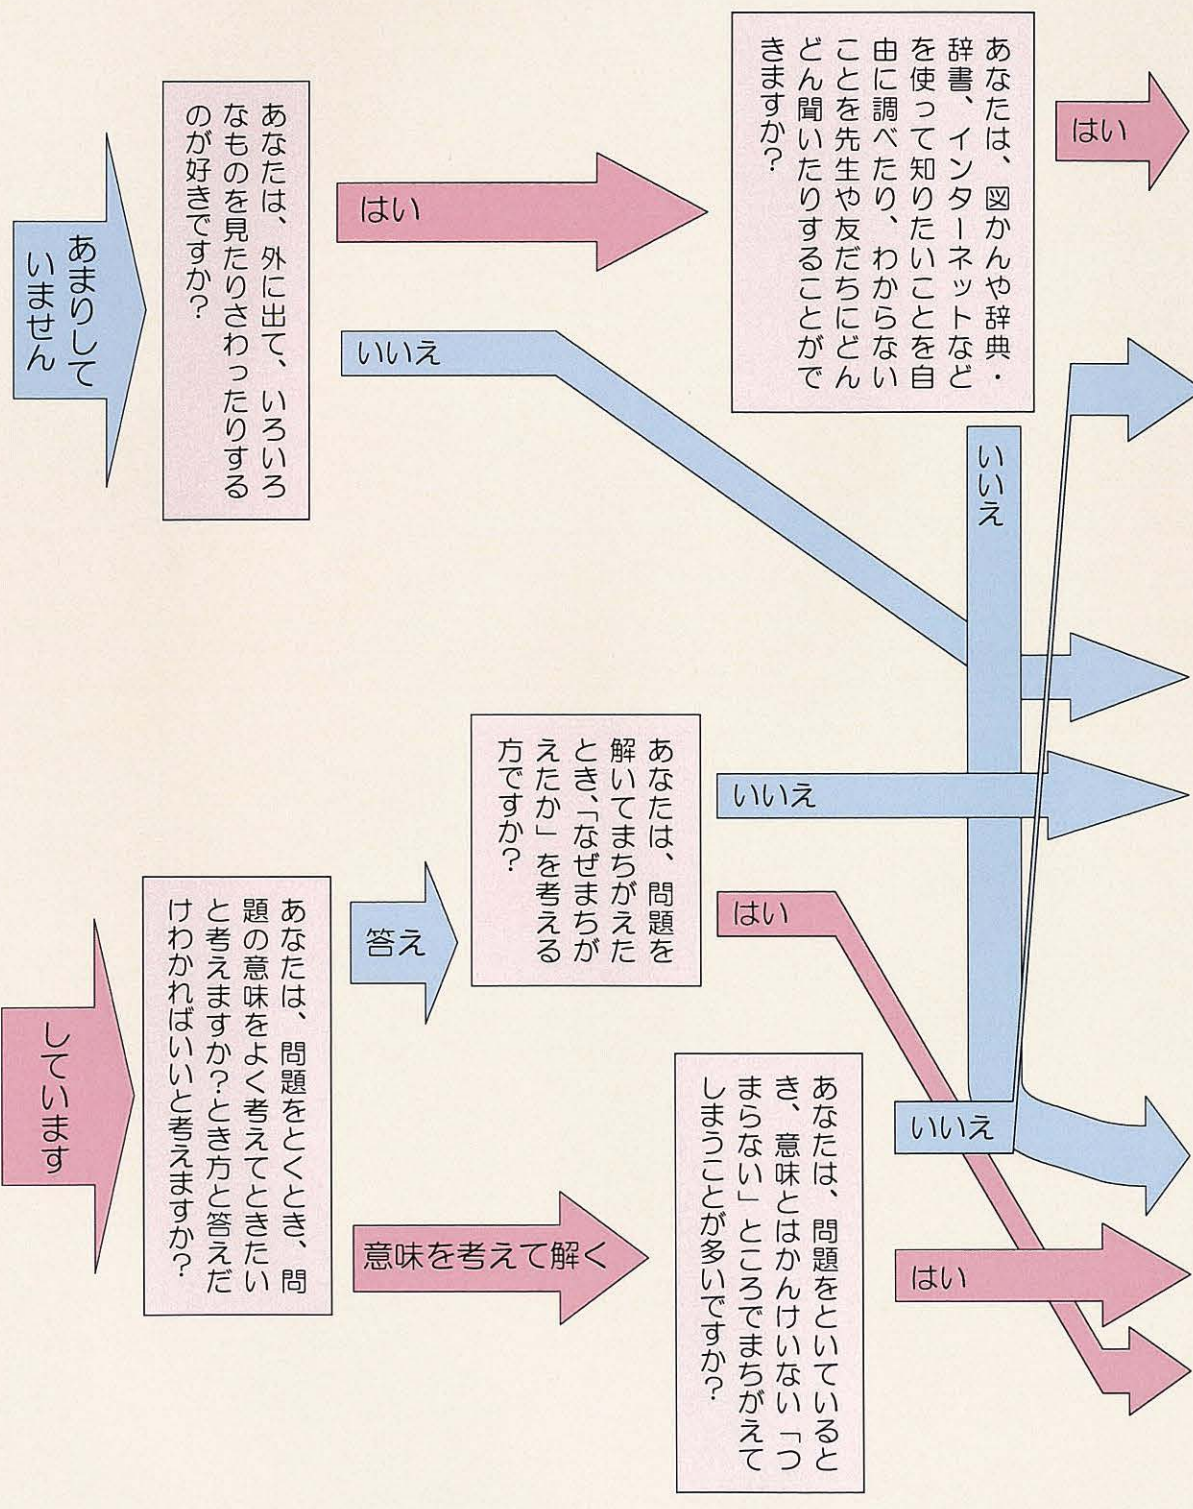 あまりして
いません
あなたは、外に出て、いろいろ
なものを見たりさわったりする
のが好きですか？
はい
いいえ
あなたは、図かんや辞典・
辞書、インターネットなど
を使って知りたいことを自
由に調べたり、わからない
ことを先生や友だちにどん
どん聞いたりすることがで
きますか？
はい
いいえ
しています
あなたは、問題をとくとき、問
題の意味をよく考えてときたい
と考えますか？とき方と答えだ
けわかればいいと考えますか？
答え
あなたは、問題を
解いてまちがえた
とき、「なぜまちが
えたか」を考える
方ですか？
いいえ
はい
意味を考えて解く
あなたは、問題をといていると
き、意味とはかんけいない「つ
まらない」ところでまちがえて
しまうことが多いですか？
いいえ
はい